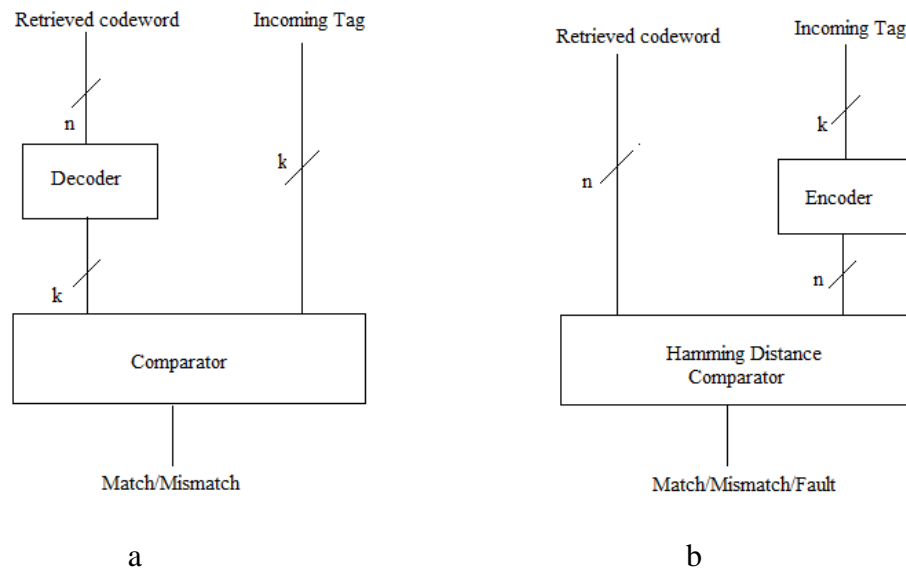 Retrieved codeword
Incoming Tag
n
k
Decoder
k
Comparator
Match/Mismatch
a
Retrieved codeword
Incoming Tag
k
n
Encoder
n
Hamming Distance
Comparator
Match/Mismatch/Fault
b